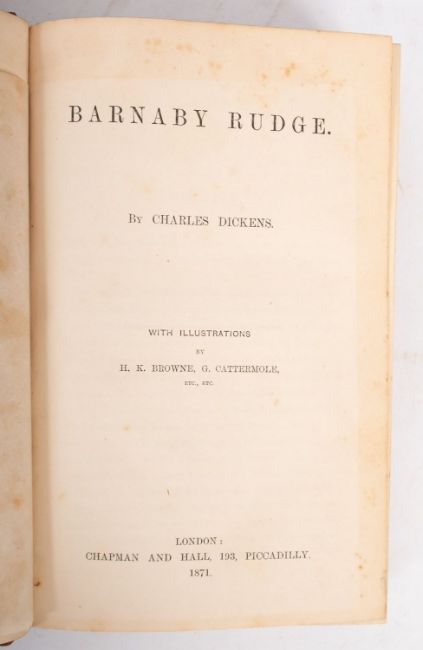 BARNABY RUDGE.
By CHARLES DICKENS.
WITH ILLUSTRATIONS
BY
H. K. BROWNE, G. CATTERMOLE,
ETC., ETC.
LONDON:
CHAPMAN AND HALL, 193, PICCADILLY.
1871.